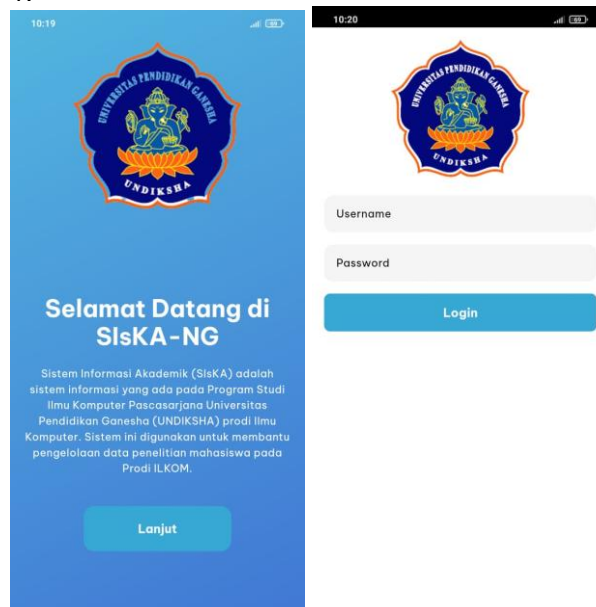 10:19
69
UNIVERSITAS PENDIDIKAN GANESHA
UNDIKSHA
Selamat Datang di
SIsKA-NG
Sistem Informasi Akademik (SIsKA) adalah
sistem informasi yang ada pada Program Studi
Ilmu Komputer Pascasarjana Universitas
Pendidikan Ganesha (UNDIKSHA) prodi Ilmu
Komputer. Sistem ini digunakan untuk membantu
pengelolaan data penelitian mahasiswa pada
Prodi ILKOM.
Lanjut
10:20
69
UNIVERSITAS PENDIDIKAN GANESHA
UNDIKSHA
Username
Password
Login